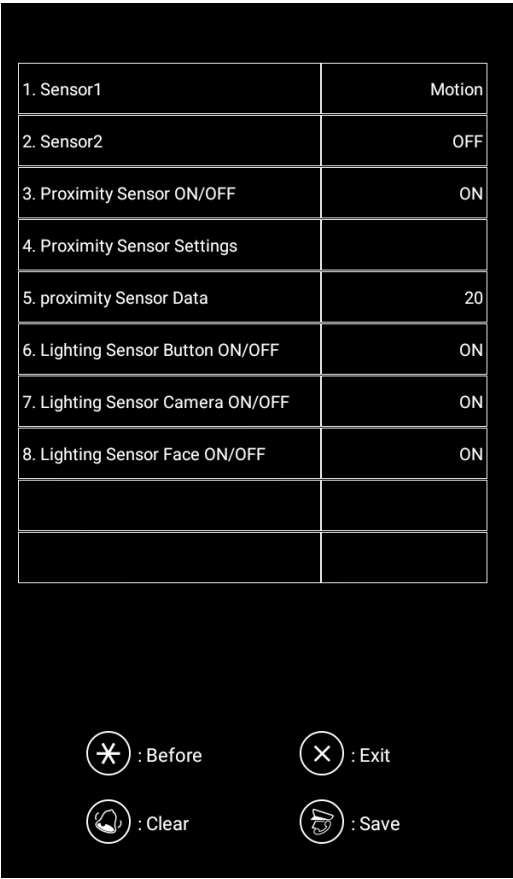 1. Sensor1 Motion
2. Sensor2 OFF
3. Proximity Sensor ON/OFF ON
4. Proximity Sensor Settings
5. proximity Sensor Data 20
6. Lighting Sensor Button ON/OFF ON
7. Lighting Sensor Camera ON/OFF ON
8. Lighting Sensor Face ON/OFF ON
: Before : Exit
: Clear : Save